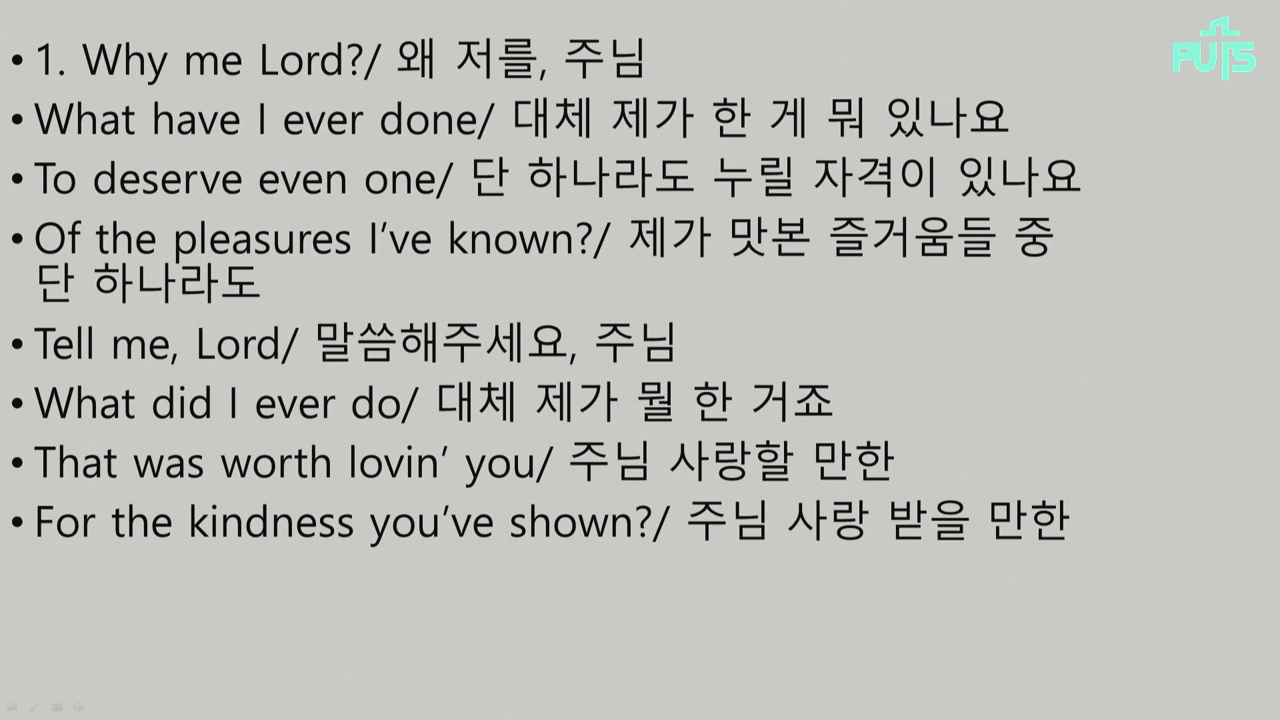 • 1. Why me Lord?/ 왜 저를, 주님
• What have I ever done/ 대체 제가 한 게 뭐 있나요
• To deserve even one/ 단 하나라도 누릴 자격이 있나요
• Of the pleasures I've known?/ 제가 맛본 즐거움들 중
단 하나라도
• Tell me, Lord/ 말씀해주세요, 주님
• What did I ever do/ 대체 제가 뭘 한 거죠
• That was worth lovin' you/ 주님 사랑할 만한
• For the kindness you've shown?/ 주님 사랑 받을 만한
PUTS